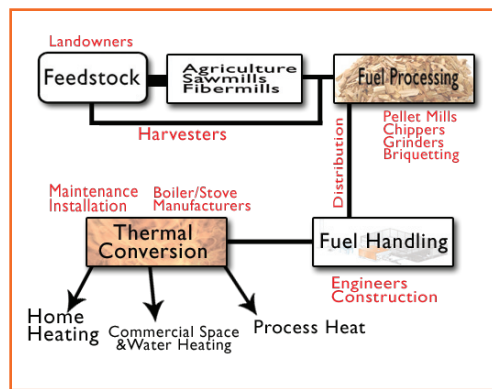 Landowners
Feedstock
Agriculture
Sawmills
Fibermills
Fuel Processing
Harvesters
Pellet Mills
Chippers
Grinders
Briquetting
Distribution
Maintenance
Installation
Boiler/Stove
Manufacturers
Thermal
Conversion
Fuel Handling
Engineers
Construction
Home
Heating
Commercial Space
&Water Heating
Process Heat